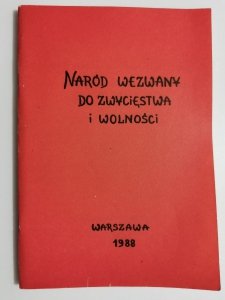 NARÓD WEZWANY
DO ZWYCIĘSTWA
i WOLNOŚCI
WARSZAWA
1988